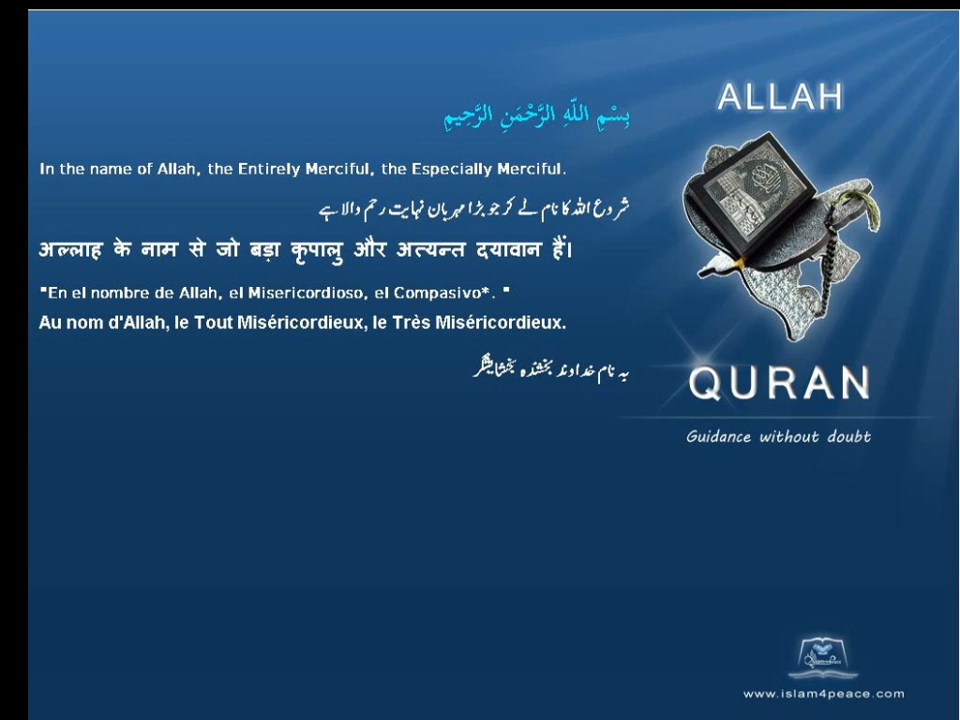 بِسْمِ اللّهِ الرَّحْمَنِ الرَّحِيمِ
In the name of Allah, the Entirely Merciful, the Especially Merciful.
شروع اللہ کا نام لے کر جو بڑا مہربان نہایت رحم والا ہے
अल्लाह के नाम से जो बड़ा कृपालु और अत्यन्त दयावान हैं।
"En el nombre de Allah, el Misericordioso, el Compasivo*. "
Au nom d'Allah, le Tout Miséricordieux, le Très Miséricordieux.
به نام خداوند بخشنده بخشایشگر
ALLAH
QURAN
Guidance without doubt
www.islam4peace.com